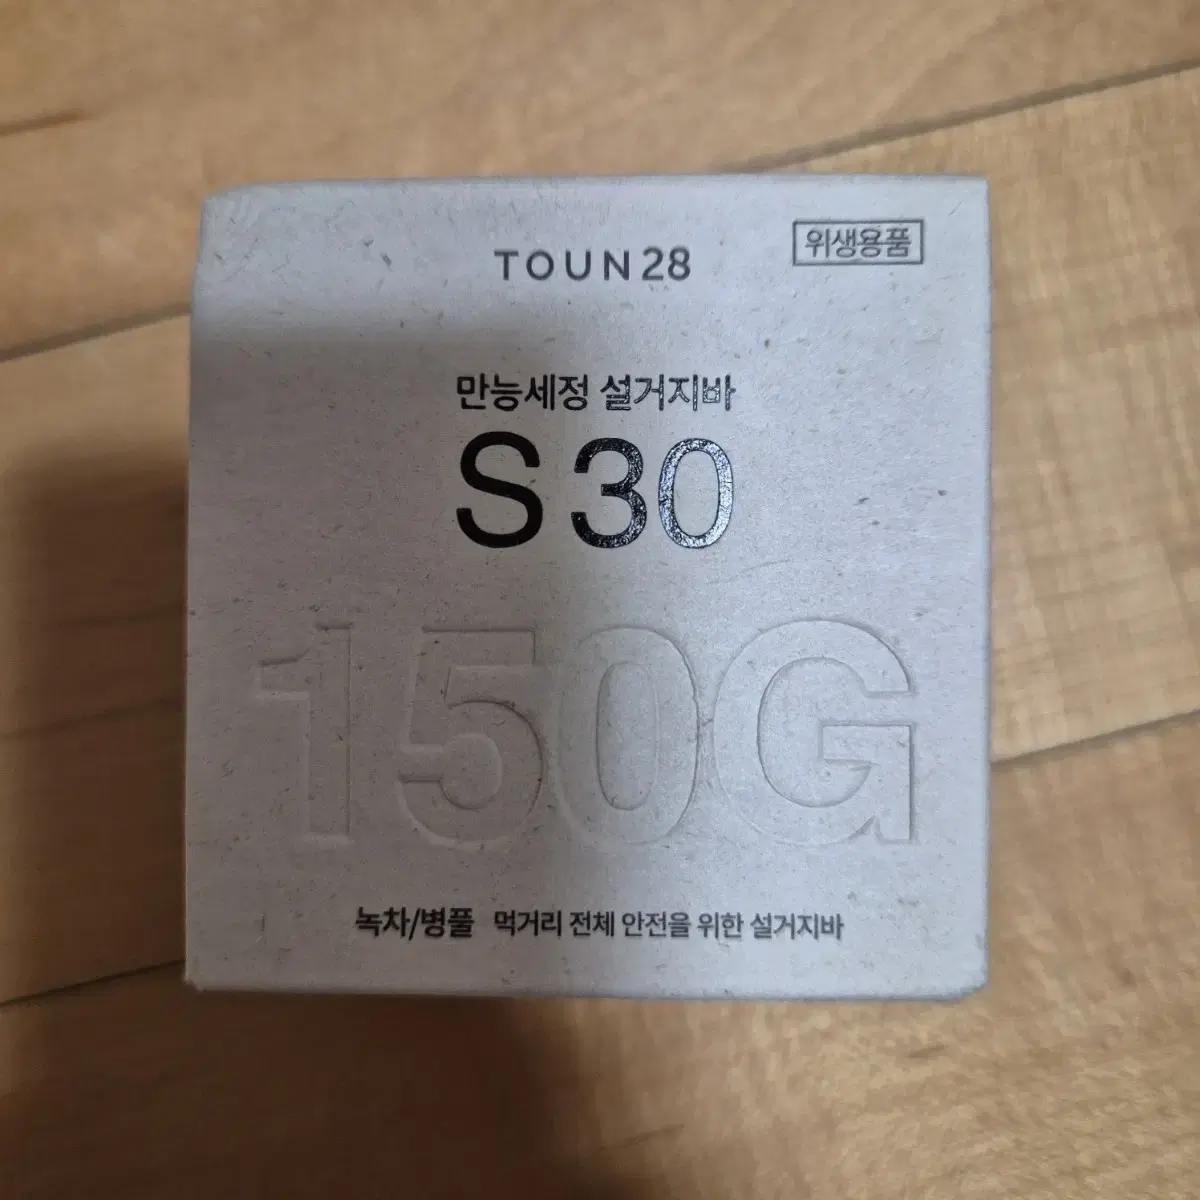 TOUN28
위생용품
만능세정 설거지바
S30
150G
녹차/병풀 먹거리 전체 안전을 위한 설거지바